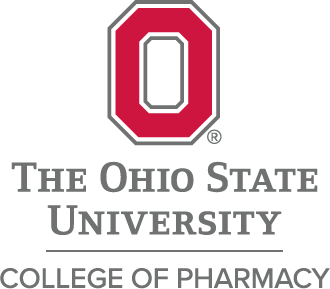 O®
THE OHIO STATE
UNIVERSITY
COLLEGE OF PHARMACY